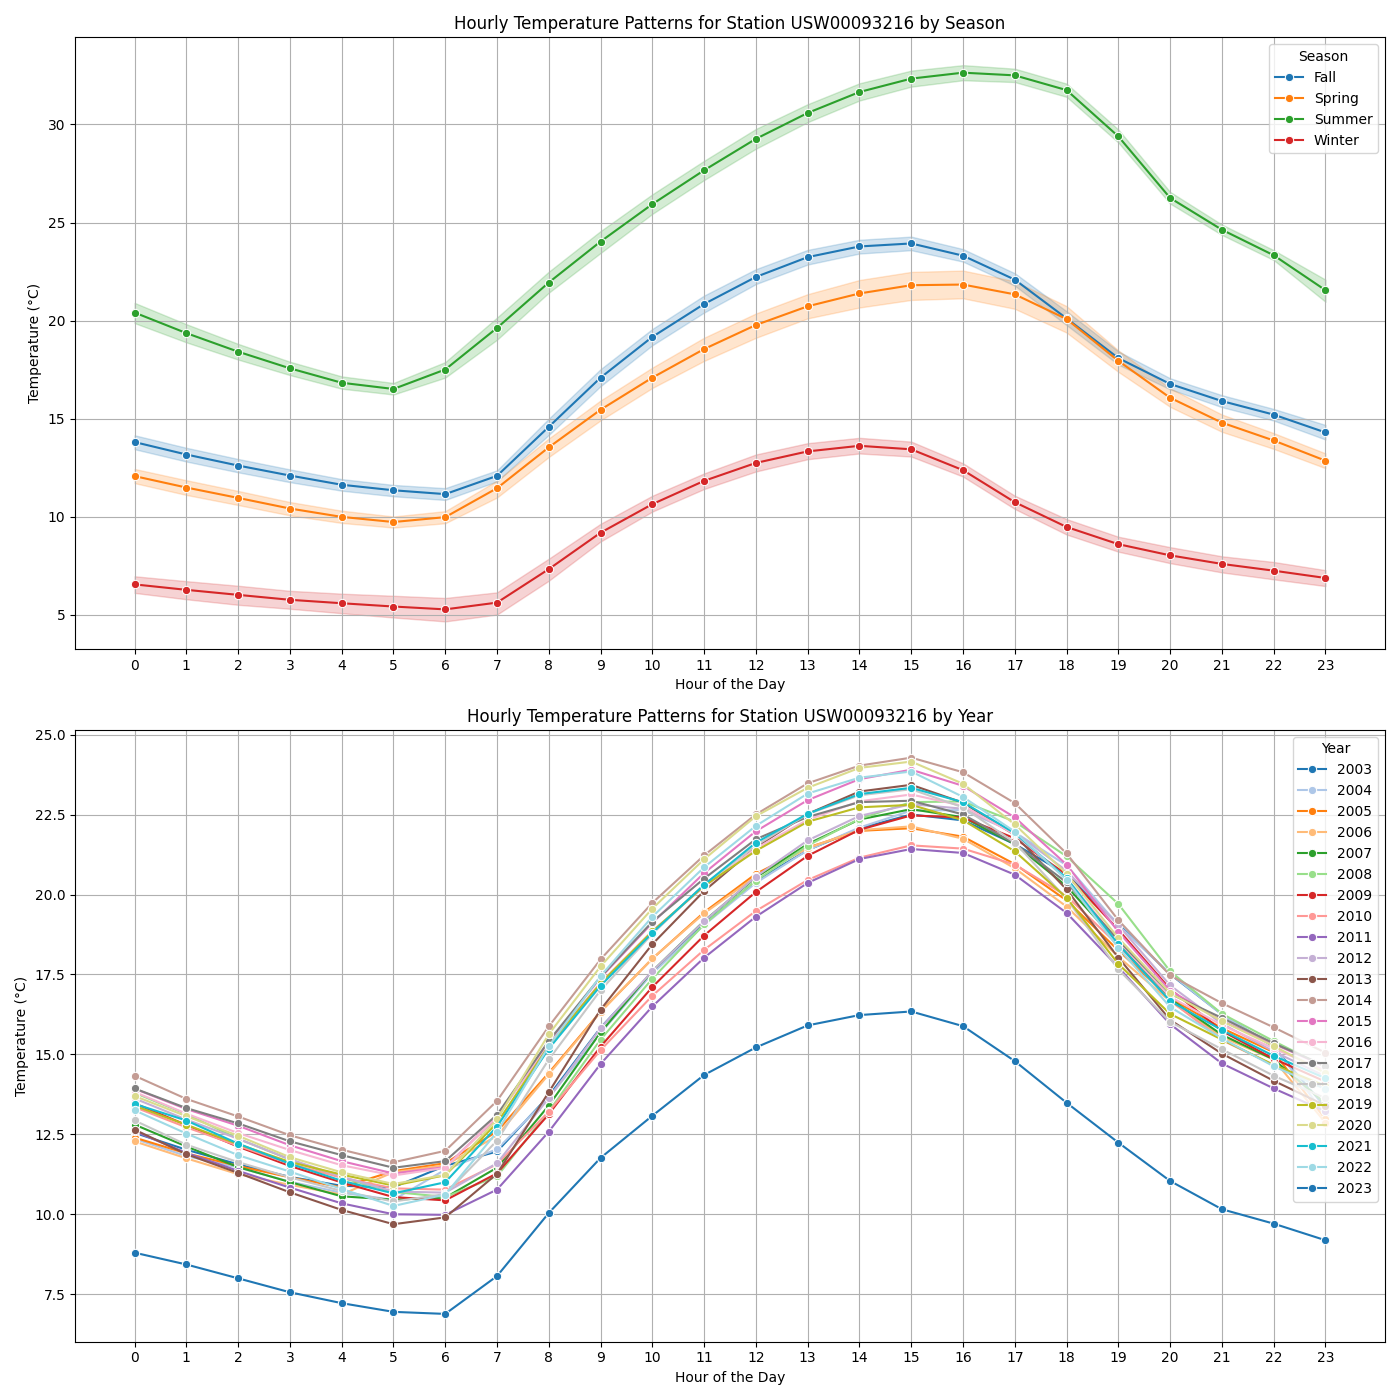 Hourly Temperature Patterns for Station USW00093216 by Season
Temperature (°C)
30
25
20
15
10
5
Season
Fall
Spring
Summer
Winter
0 1 2 3 4 5 6 7 8 9 10 11 12 13 14 15 16 17 18 19 20 21 22 23
Hour of the Day
Hourly Temperature Patterns for Station USW00093216 by Year
Temperature (°C)
25.0
22.5
20.0
17.5
15.0
12.5
10.0
7.5
Year
2003
2004
2005
2006
2007
2008
2009
2010
2011
2012
2013
2014
2015
2016
2017
2018
2019
2020
2021
2022
2023
0 1 2 3 4 5 6 7 8 9 10 11 12 13 14 15 16 17 18 19 20 21 22 23
Hour of the Day